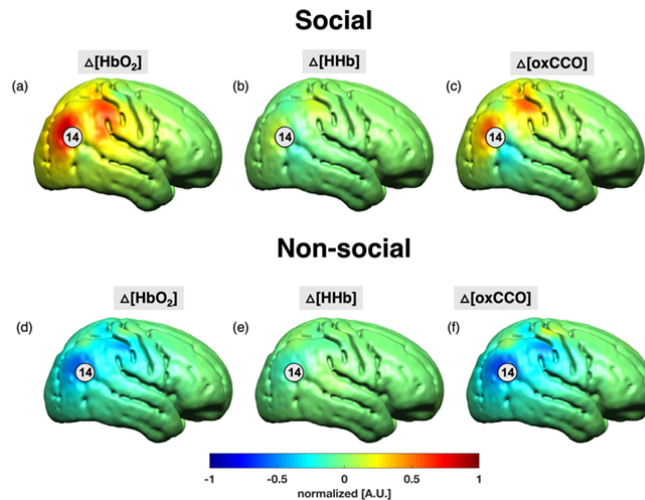 Social
△[HbO₂] △[HHb] △[oxCCO]
(a) (b) (c)
14 14 14
Non-social
△[HbO₂] △[HHb] △[oxCCO]
(d) (e) (f)
14 14 14
-1 -0.5 0 0.5 1
normalized [A.U.]